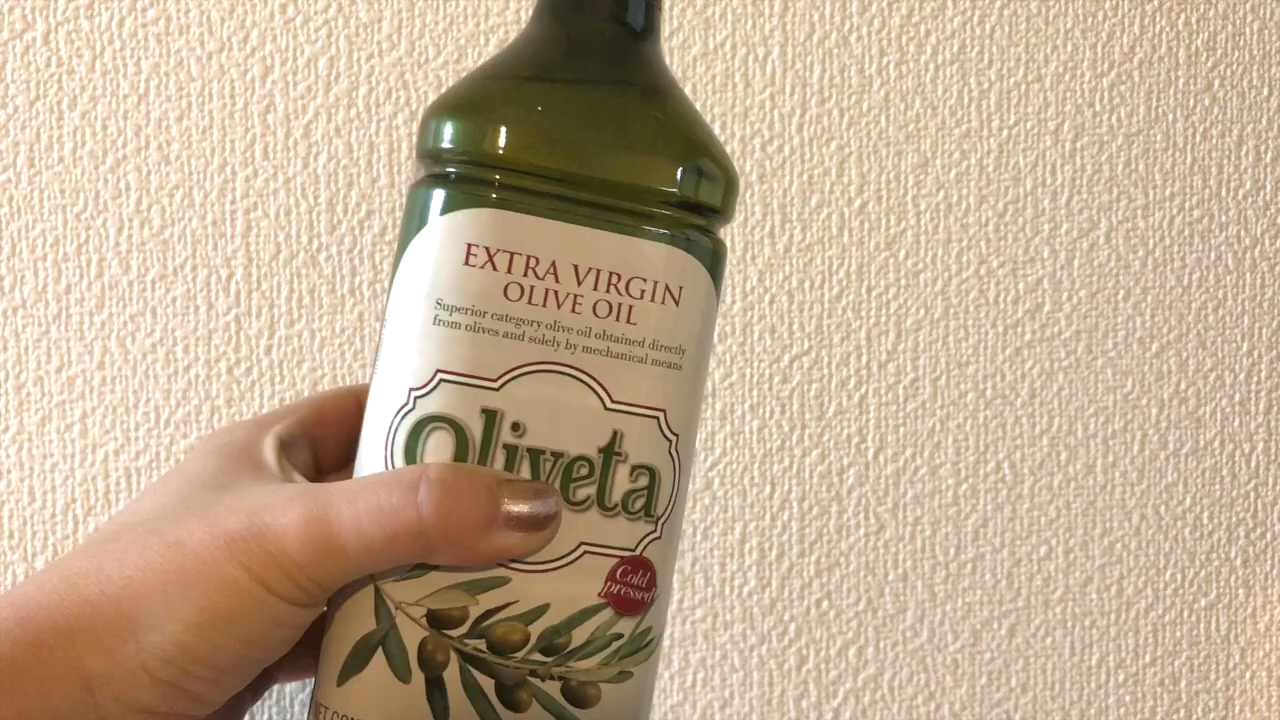 EXTRA VIRGIN
OLIVE OIL
Superior category olive oil obtained directly
from olives and solely by mechanical means
Oliveta
Cold
pressed